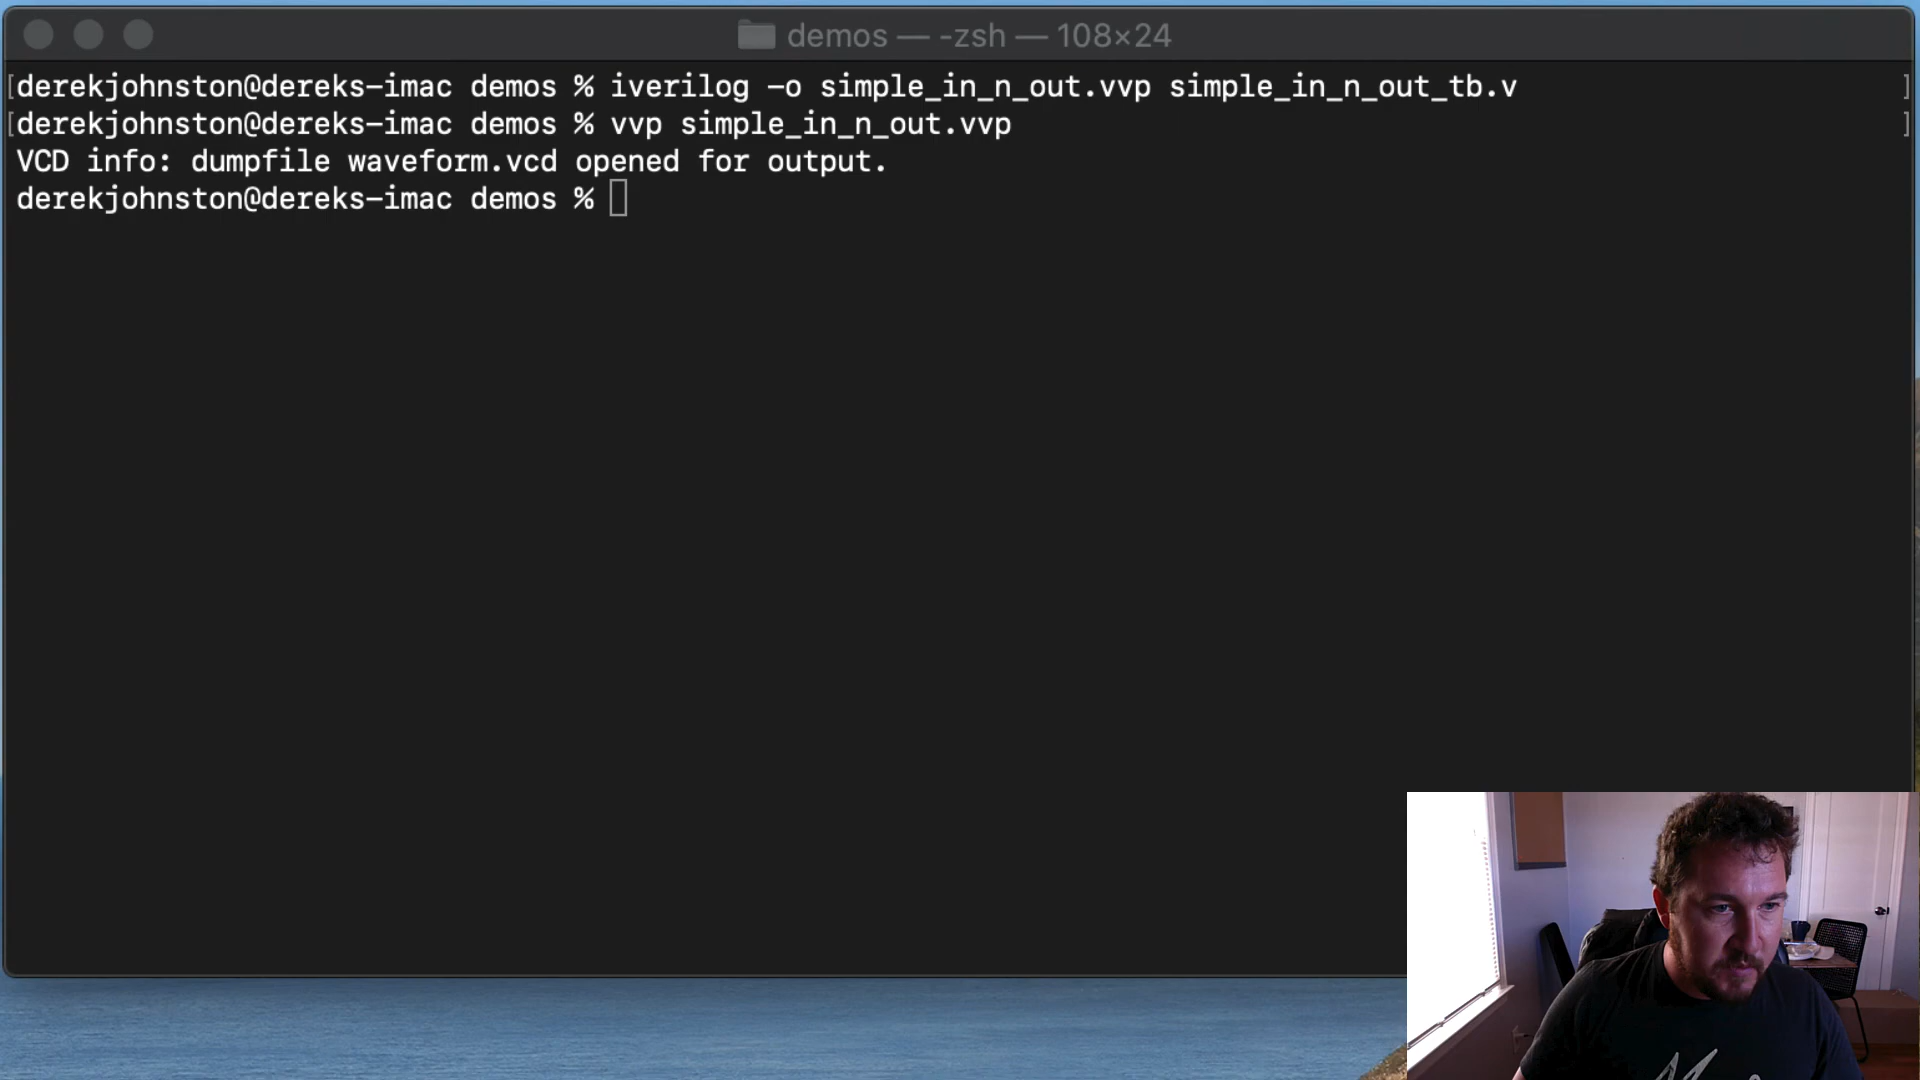 demos — -zsh — 108×24
[derekjohnston@dereks-imac demos % iverilog -o simple_in_n_out.vvp simple_in_n_out_tb.v ]
[derekjohnston@dereks-imac demos % vvp simple_in_n_out.vvp ]
VCD info: dumpfile waveform.vcd opened for output.
derekjohnston@dereks-imac demos %